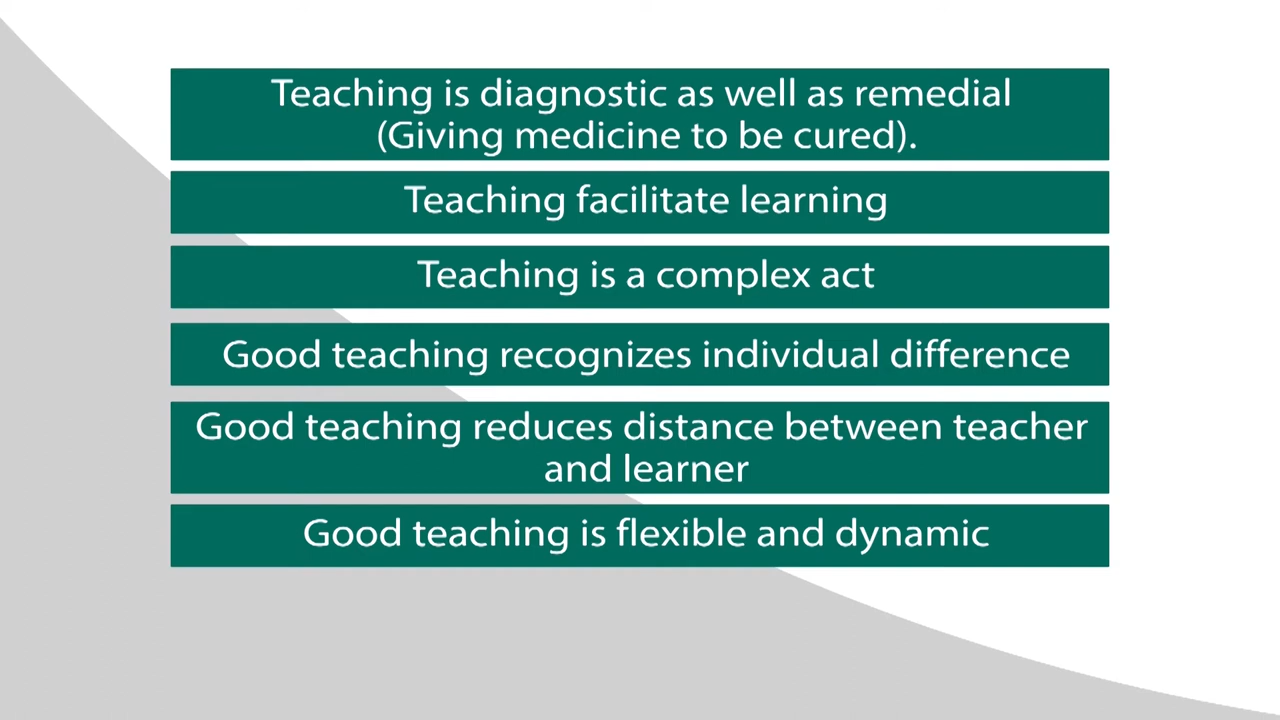 Teaching is diagnostic as well as remedial
(Giving medicine to be cured).
Teaching facilitate learning
Teaching is a complex act
Good teaching recognizes individual difference
Good teaching reduces distance between teacher
and learner
Good teaching is flexible and dynamic